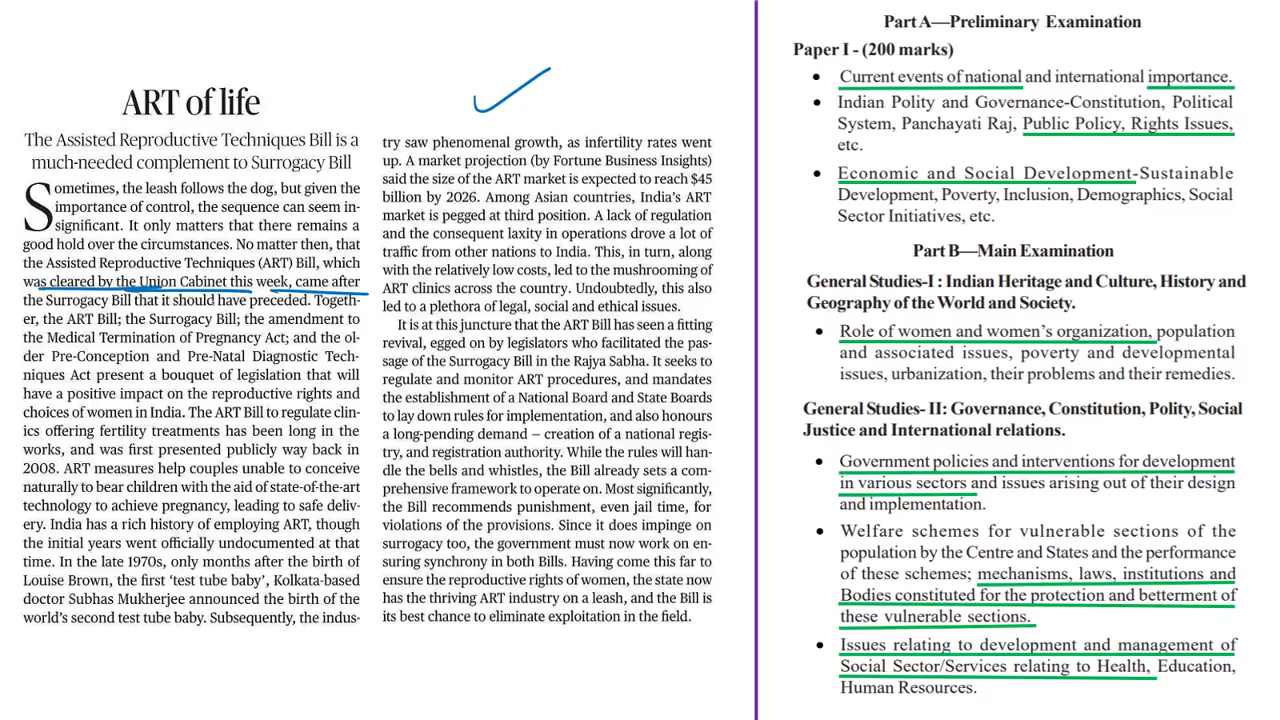 ART of life
The Assisted Reproductive Techniques Bill is a
much-needed complement to Surrogacy Bill
Sometimes, the leash follows the dog, but given the
importance of control, the sequence can seem in-
significant. It only matters that there remains a
good hold over the circumstances. No matter then, that
the Assisted Reproductive Techniques (ART) Bill, which
was cleared by the Union Cabinet this week, came after
the Surrogacy Bill that it should have preceded. Togeth-
er, the ART Bill; the Surrogacy Bill; the amendment to
the Medical Termination of Pregnancy Act; and the ol-
der Pre-Conception and Pre-Natal Diagnostic Tech-
niques Act present a bouquet of legislation that will
have a positive impact on the reproductive rights and
choices of women in India. The ART Bill to regulate clin-
ics offering fertility treatments has been long in the
works, and was first presented publicly way back in
2008. ART measures help couples unable to conceive
naturally to bear children with the aid of state-of-the-art
technology to achieve pregnancy, leading to safe deliv-
ery. India has a rich history of employing ART, though
the initial years went officially undocumented at that
time. In the late 1970s, only months after the birth of
Louise Brown, the first ‘test tube baby’, Kolkata-based
doctor Subhas Mukherjee announced the birth of the
world’s second test tube baby. Subsequently, the indus-
try saw phenomenal growth, as infertility rates went
up. A market projection (by Fortune Business Insights)
said the size of the ART market is expected to reach $45
billion by 2026. Among Asian countries, India’s ART
market is pegged at third position. A lack of regulation
and the consequent laxity in operations drove a lot of
traffic from other nations to India. This, in turn, along
with the relatively low costs, led to the mushrooming of
ART clinics across the country. Undoubtedly, this also
led to a plethora of legal, social and ethical issues.
It is at this juncture that the ART Bill has seen a fitting
revival, egged on by legislators who facilitated the pas-
sage of the Surrogacy Bill in the Rajya Sabha. It seeks to
regulate and monitor ART procedures, and mandates
the establishment of a National Board and State Boards
to lay down rules for implementation, and also honours
a long-pending demand – creation of a national regis-
try, and registration authority. While the rules will han-
dle the bells and whistles, the Bill already sets a com-
prehensive framework to operate on. Most significantly,
the Bill recommends punishment, even jail time, for
violations of the provisions. Since it does impinge on
surrogacy too, the government must now work on en-
suring synchrony in both Bills. Having come this far to
ensure the reproductive rights of women, the state now
has the thriving ART industry on a leash, and the Bill is
its best chance to eliminate exploitation in the field.
Part A—Preliminary Examination
Paper I - (200 marks)
• Current events of national and international importance.
• Indian Polity and Governance-Constitution, Political
System, Panchayati Raj, Public Policy, Rights Issues,
etc.
• Economic and Social Development-Sustainable
Development, Poverty, Inclusion, Demographics, Social
Sector Initiatives, etc.
Part B—Main Examination
General Studies-I : Indian Heritage and Culture, History and
Geography of the World and Society.
• Role of women and women’s organization, population
and associated issues, poverty and developmental
issues, urbanization, their problems and their remedies.
General Studies- II: Governance, Constitution, Polity, Social
Justice and International relations.
• Government policies and interventions for development
in various sectors and issues arising out of their design
and implementation.
• Welfare schemes for vulnerable sections of the
population by the Centre and States and the performance
of these schemes; mechanisms, laws, institutions and
Bodies constituted for the protection and betterment of
these vulnerable sections.
• Issues relating to development and management of
Social Sector/Services relating to Health, Education,
Human Resources.